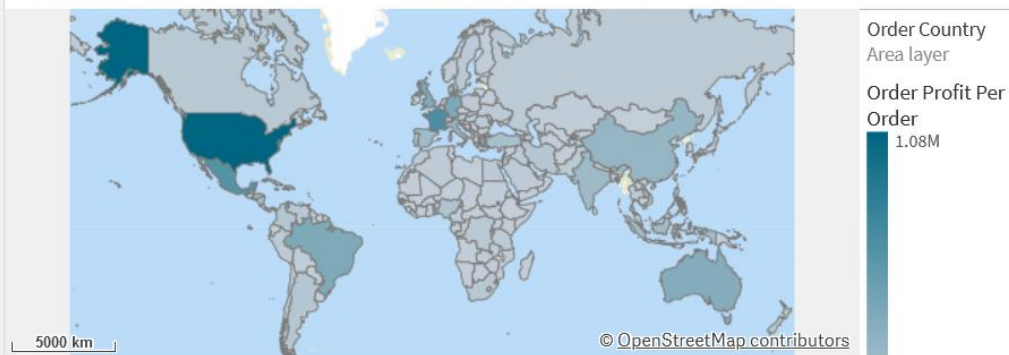 Order Country
Area layer
Order Profit Per
Order
1.08M
5000 km
© OpenStreetMap contributors